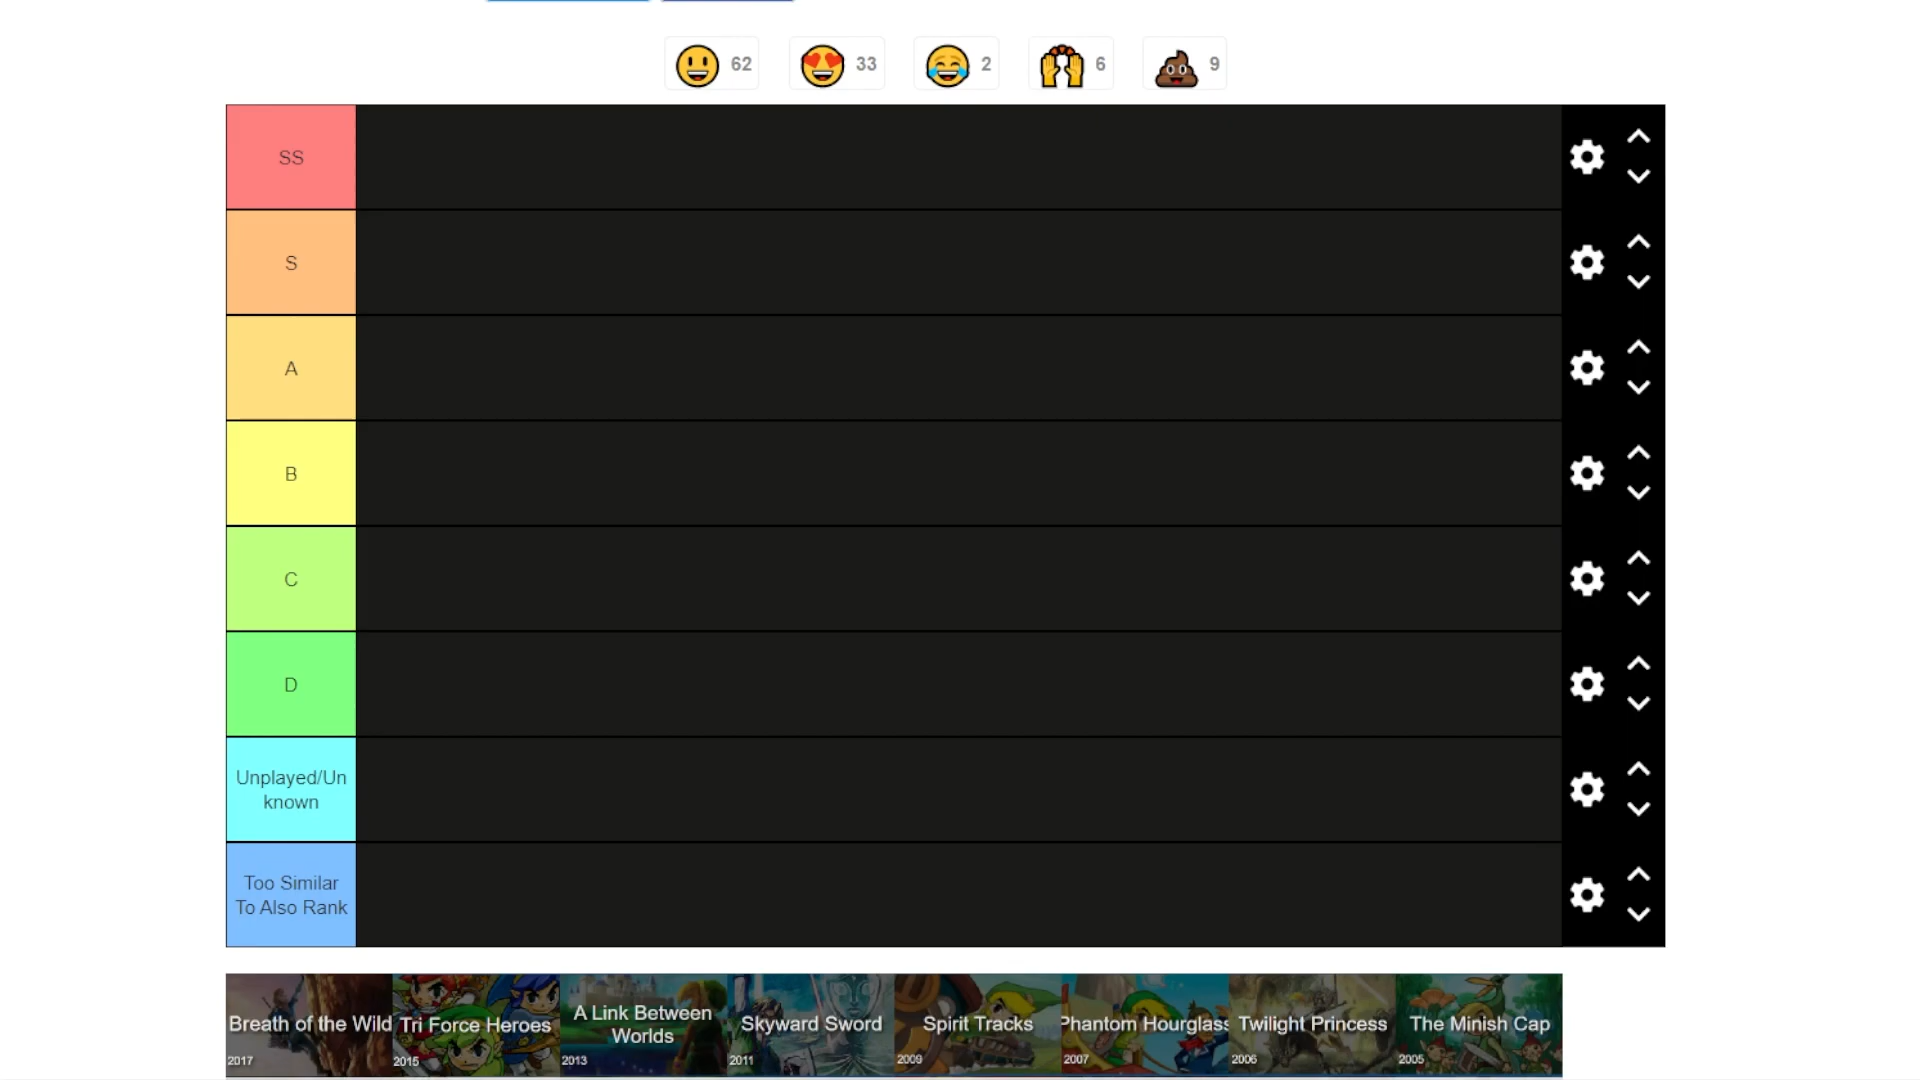 62
33
2
6
9
SS
S
A
B
C
D
Unplayed/Un
known
Too Similar
To Also Rank
Breath of the Wild
2017
Tri Force Heroes
2015
A Link Between
Worlds
2013
Skyward Sword
2011
Spirit Tracks
2009
Phantom Hourglass
2007
Twilight Princess
2006
The Minish Cap
2005